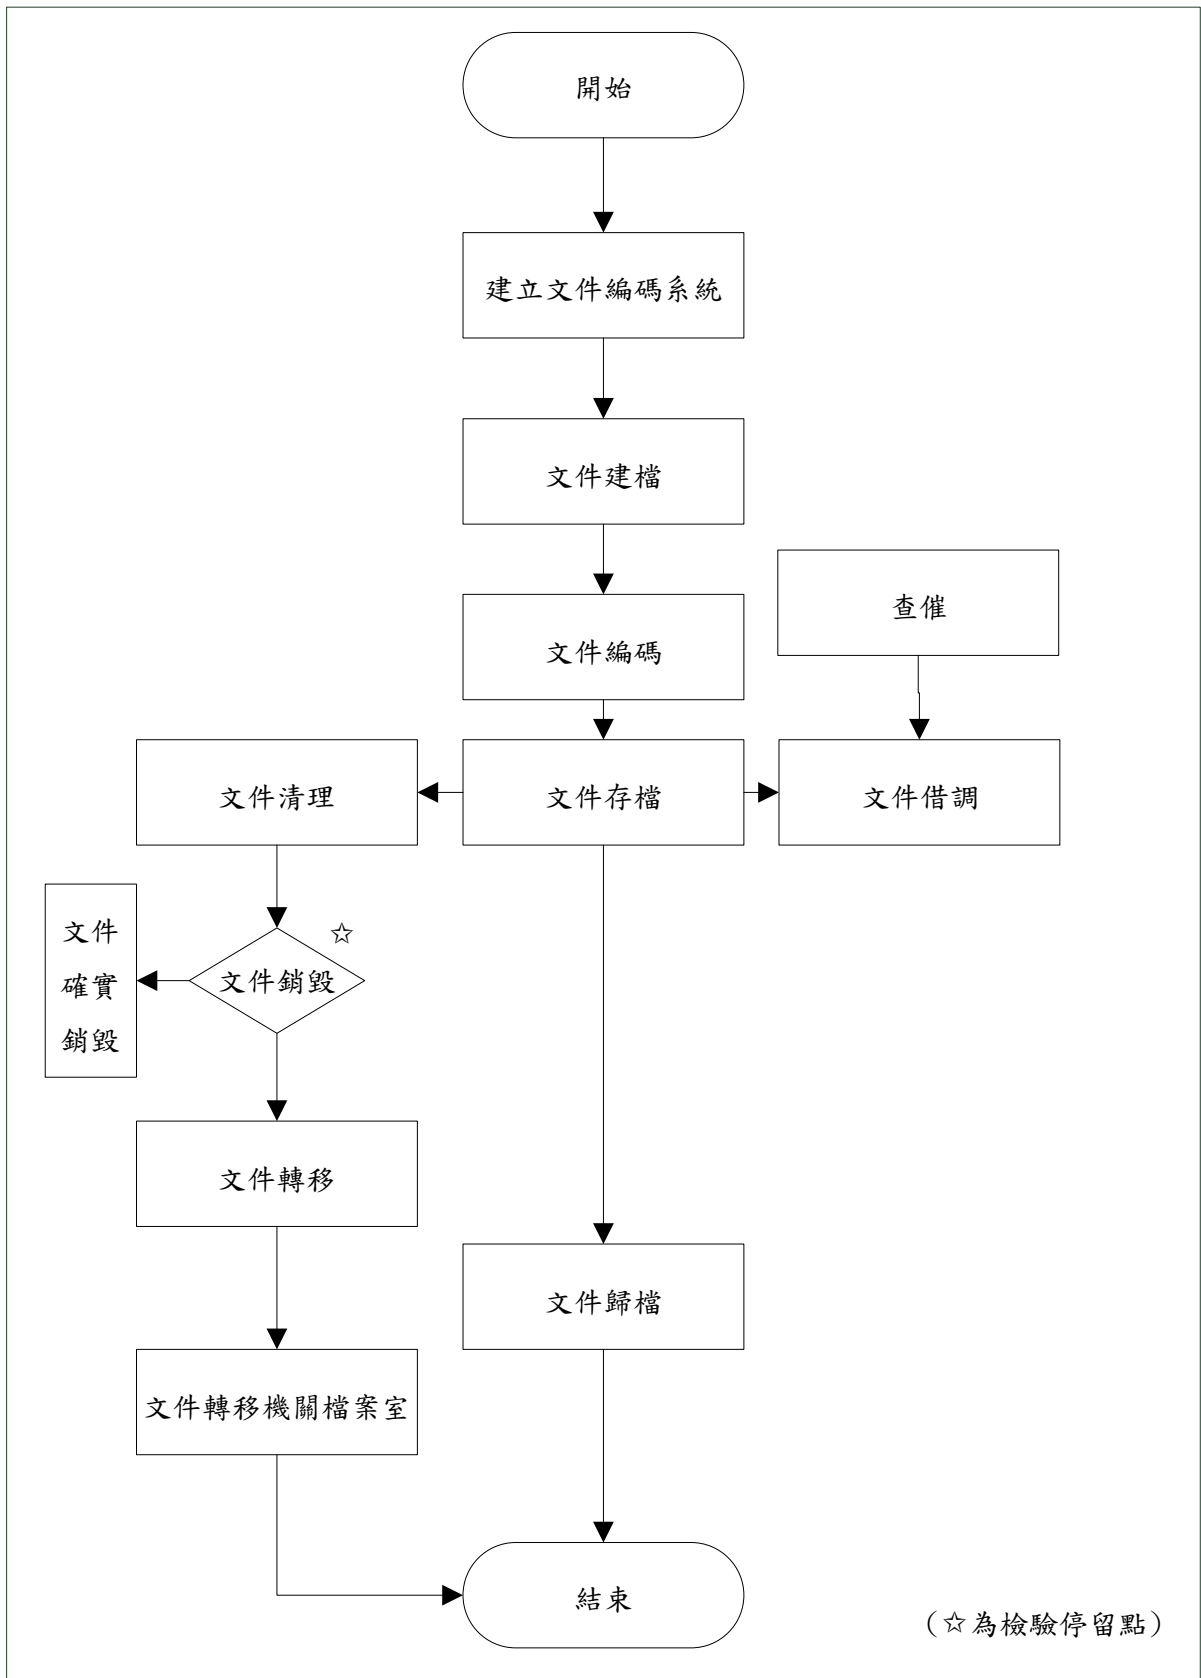 開始
建立文件編碼系統
文件建檔
查催
文件編碼
文件清理
文件存檔
文件借調
文件
確實
銷毀
☆
文件銷毀
文件轉移
文件歸檔
文件轉移機關檔案室
結束
（☆為檢驗停留點）